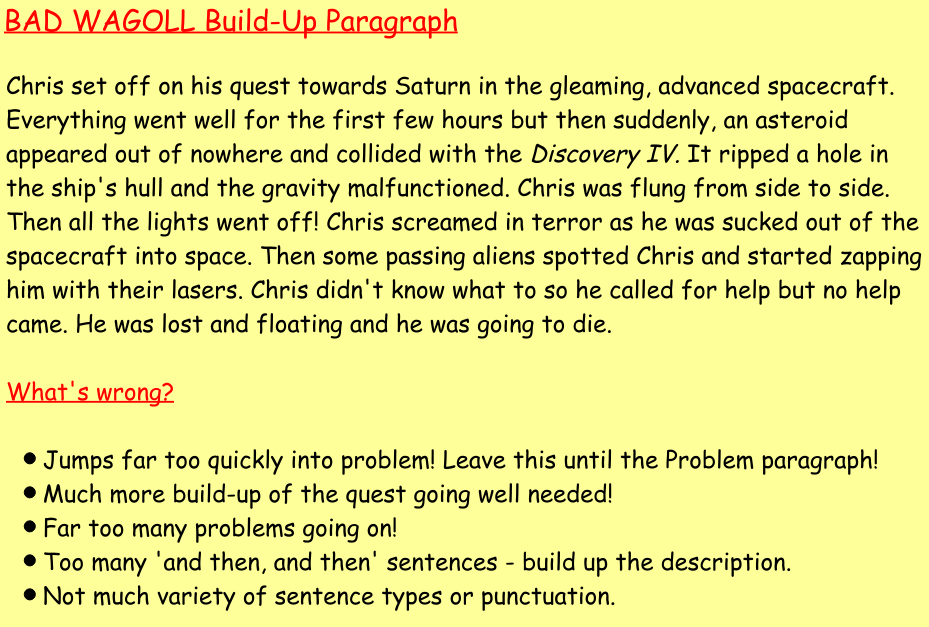 BAD WAGOLL Build-Up Paragraph
Chris set off on his quest towards Saturn in the gleaming, advanced spacecraft.
Everything went well for the first few hours but then suddenly, an asteroid
appeared out of nowhere and collided with the Discovery IV. It ripped a hole in
the ship's hull and the gravity malfunctioned. Chris was flung from side to side.
Then all the lights went off! Chris screamed in terror as he was sucked out of the
spacecraft into space. Then some passing aliens spotted Chris and started zapping
him with their lasers. Chris didn't know what to so he called for help but no help
came. He was lost and floating and he was going to die.
What's wrong?
• Jumps far too quickly into problem! Leave this until the Problem paragraph!
• Much more build-up of the quest going well needed!
• Far too many problems going on!
• Too many 'and then, and then' sentences - build up the description.
• Not much variety of sentence types or punctuation.